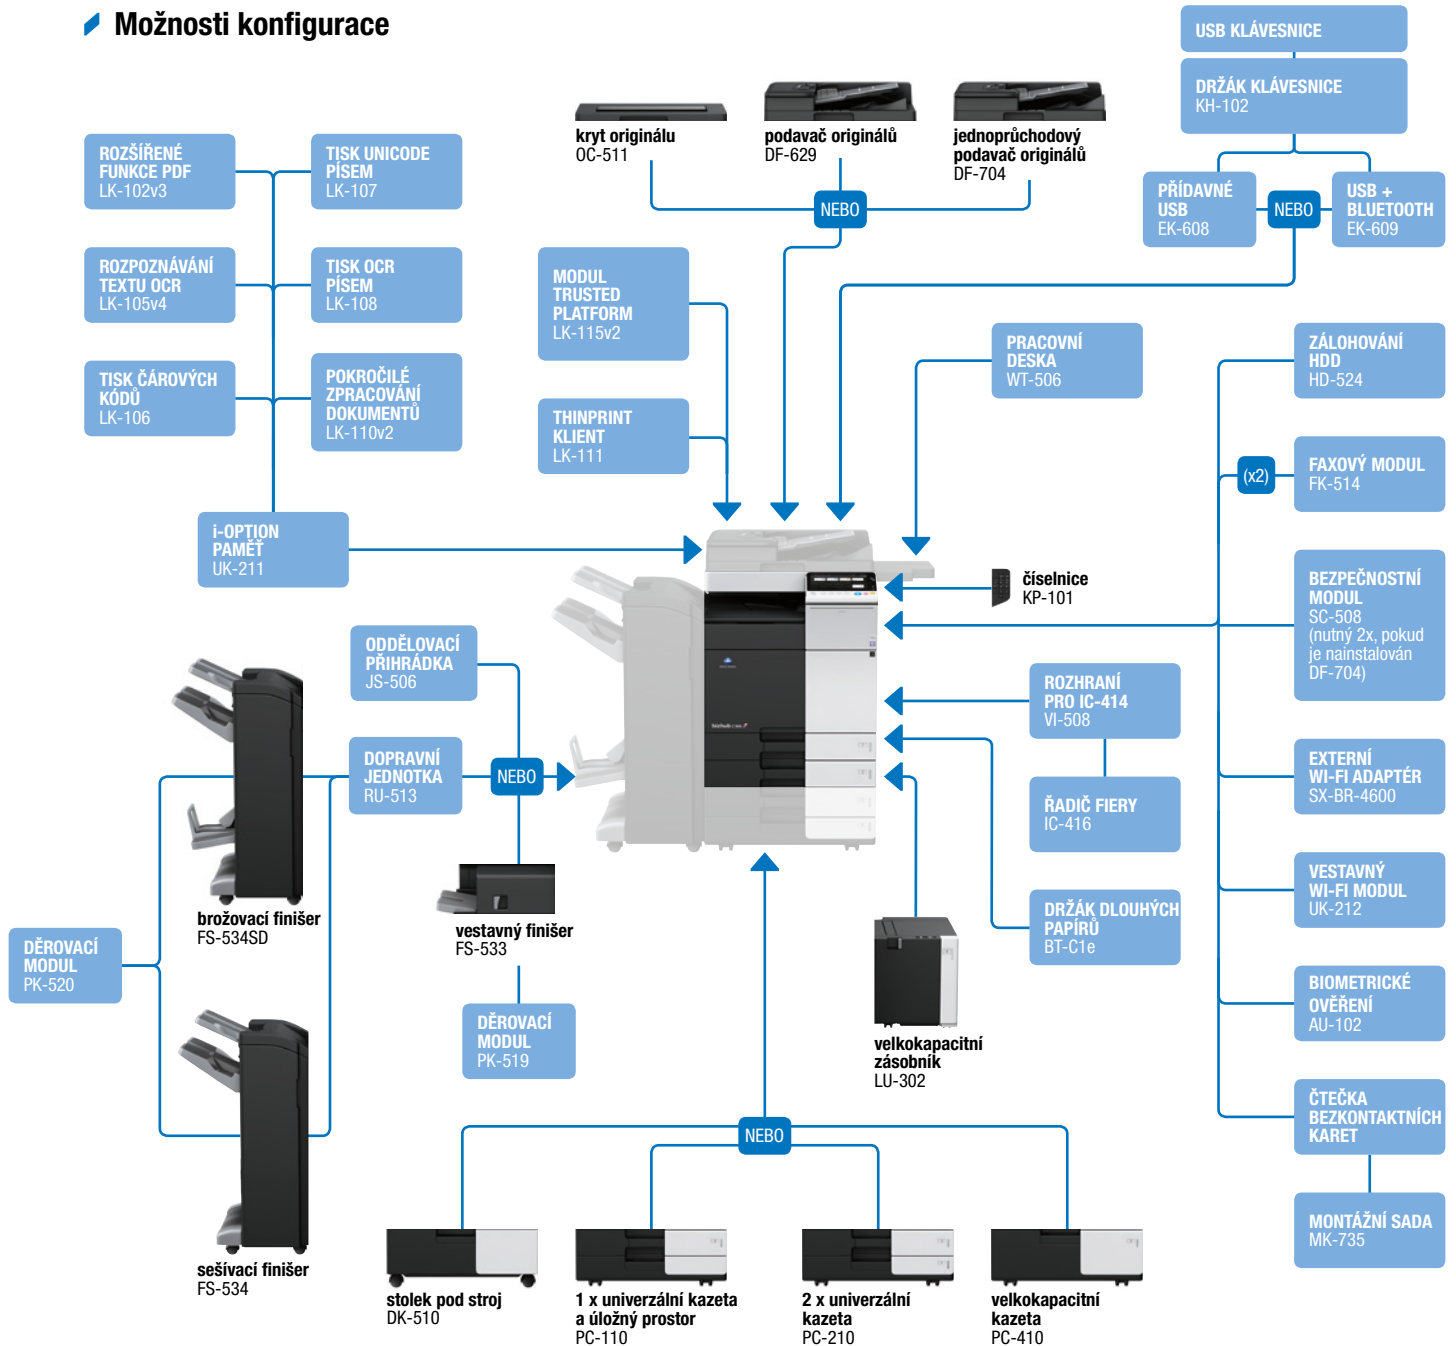 Možnosti konfigurace
USB KLÁVESNICE
DRŽÁK KLÁVESNICE
KH-102
kryt originálu
OC-511
podavač originálů
DF-629
jednoprůchodový
podavač originálů
DF-704
NEBO
PŘÍDAVNÉ
USB
EK-608
NEBO
USB +
BLUETOOTH
EK-609
ROZŠÍŘENÉ
FUNKCE PDF
LK-102v3
TISK UNICODE
PÍSEM
LK-107
ROZPOZNÁVÁNÍ
TEXTU OCR
LK-105v4
TISK OCR
PÍSEM
LK-108
TISK ČÁROVÝCH
KÓDŮ
LK-106
POKROČILÉ
ZPRACOVÁNÍ
DOKUMENTŮ
LK-110v2
i-OPTION
PAMĚŤ
UK-211
MODUL
TRUSTED
PLATFORM
LK-115v2
THINPRINT
KLIENT
LK-111
PRACOVNÍ
DESKA
WT-506
ZÁLOHOVÁNÍ
HDD
HD-524
(x2)
FAXOVÝ MODUL
FK-514
číselnice
KP-101
BEZPEČNOSTNÍ
MODUL
SC-508
(nutný 2x, pokud
je nainstalován
DF-704)
ODDĚLOVACÍ
PŘIHRÁDKA
JS-506
DOPRAVNÍ
JEDNOTKA
RU-513
NEBO
ROZHRANÍ
PRO IC-414
VI-508
ŘADIČ FIERY
IC-416
EXTERNÍ
WI-FI ADAPTÉR
SX-BR-4600
VESTAVNÝ
WI-FI MODUL
UK-212
brožovací finišer
FS-534SD
vestavný finišer
FS-533
DRŽÁK DLOUHÝCH
PAPÍRŮ
BT-C1e
DĚROVACÍ
MODUL
PK-520
DĚROVACÍ
MODUL
PK-519
velkokapacitní
zásobník
LU-302
BIOMETRICKÉ
OVĚŘENÍ
AU-102
ČTEČKA
BEZKONTAKTNÍCH
KARET
MONTÁŽNÍ SADA
MK-735
NEBO
sešívací finišer
FS-534
stolek pod stroj
DK-510
1 x univerzální kazeta
a úložný prostor
PC-110
2 x univerzální
kazeta
PC-210
velkokapacitní
kazeta
PC-410